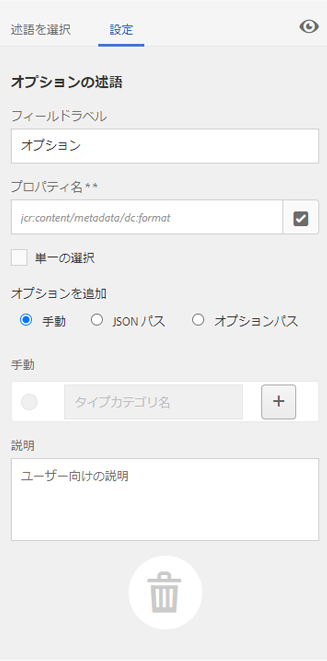 述語を選択 設定
オプションの述語
フィールドラベル
オプション
プロパティ名**
jcr:content/metadata/dc:format
単一の選択
オプションを追加
手動 JSON パス オプションパス
手動
タイプカテゴリ名 +
説明
ユーザー向けの説明